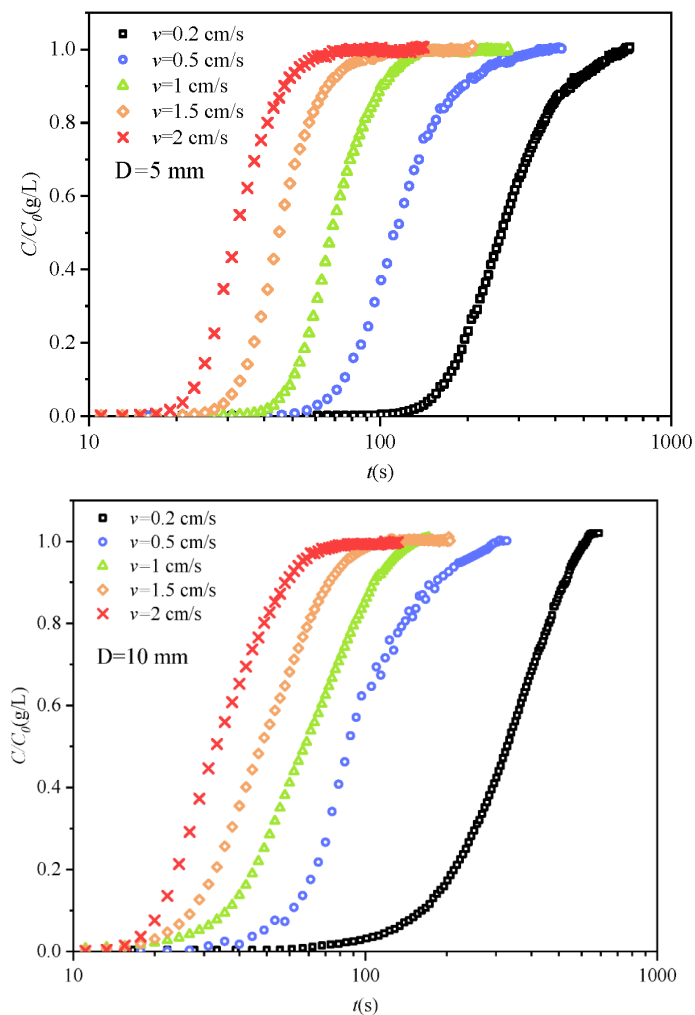 v=0.2 cm/s
v=0.5 cm/s
v=1 cm/s
v=1.5 cm/s
v=2 cm/s
D=5 mm
C/C0(g/L)
1.0
0.8
0.6
0.4
0.2
0.0
10
100
1000
t(s)
v=0.2 cm/s
v=0.5 cm/s
v=1 cm/s
v=1.5 cm/s
v=2 cm/s
D=10 mm
C/C0(g/L)
1.0
0.8
0.6
0.4
0.2
0.0
10
100
1000
t(s)